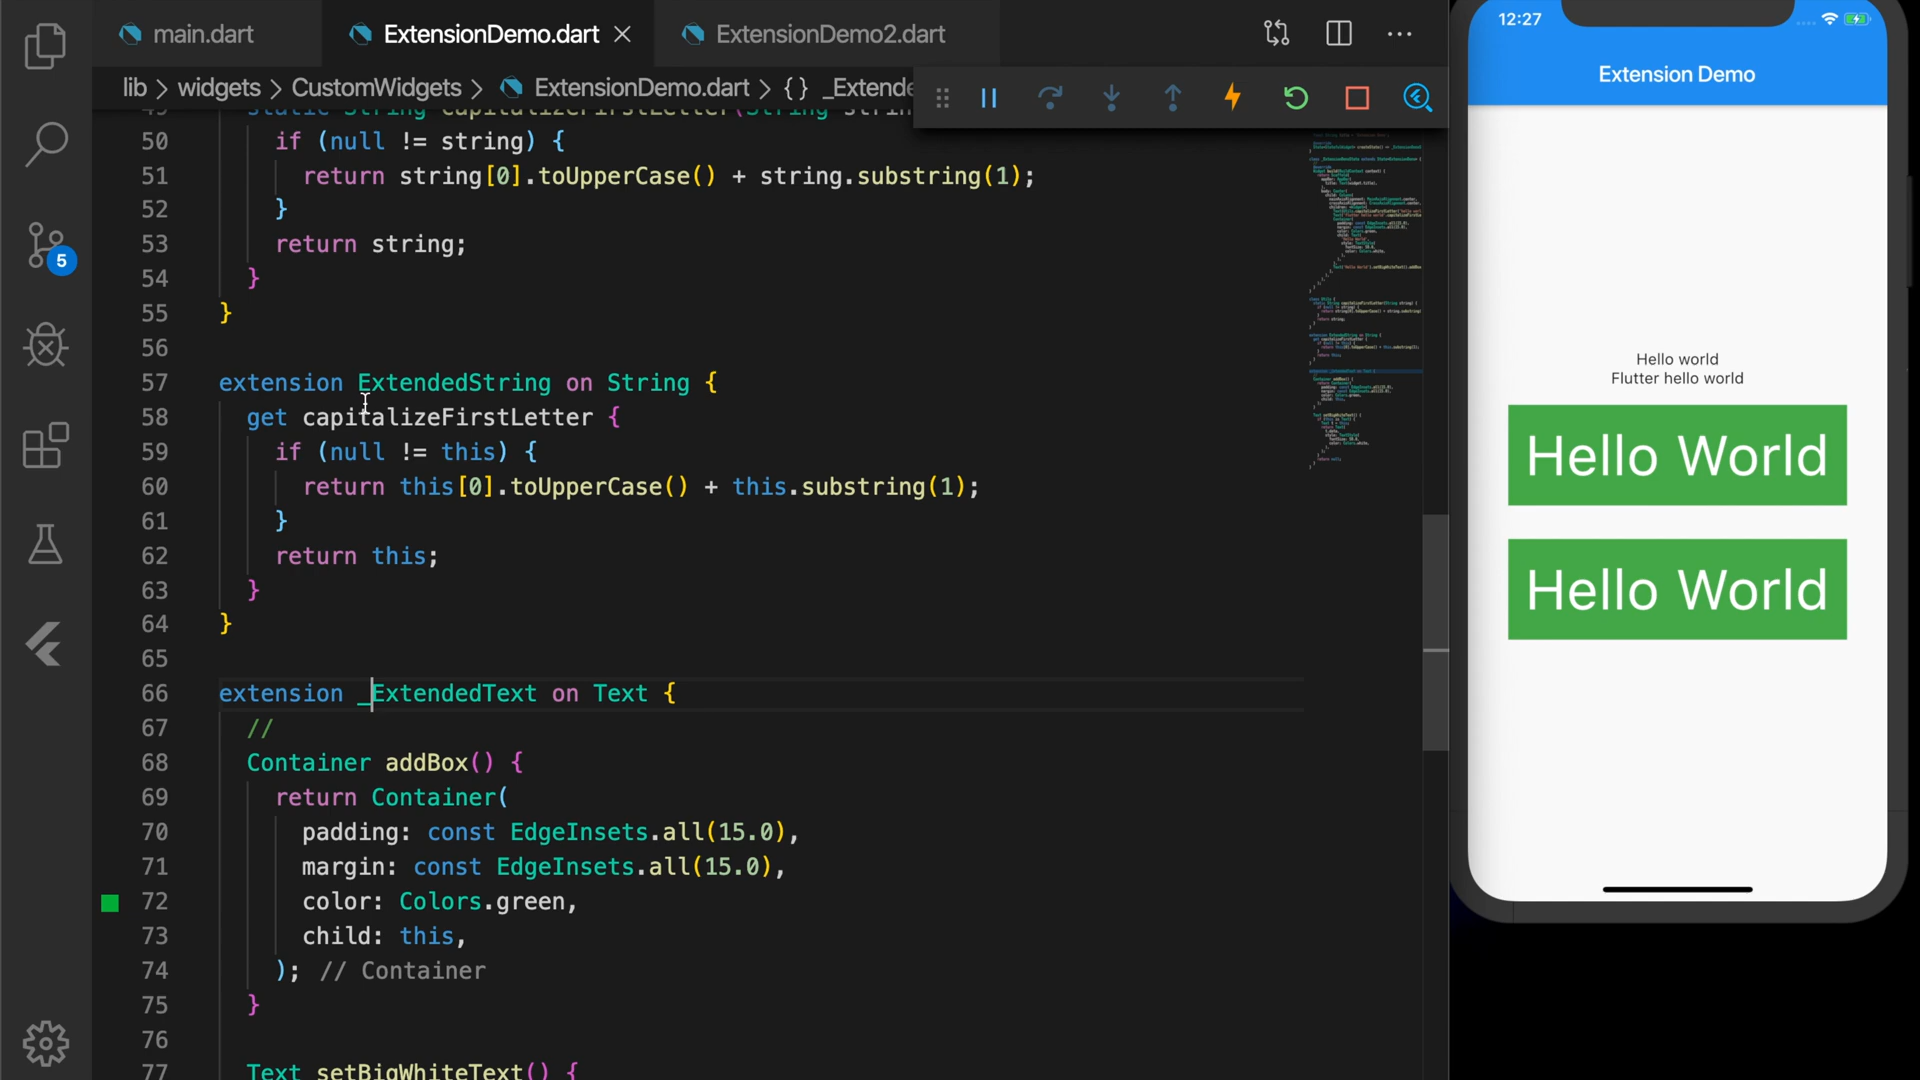 main.dart
ExtensionDemo.dart
ExtensionDemo2.dart
lib > widgets > CustomWidgets > ExtensionDemo.dart > {} _Extende
50 if (null != string) {
51 return string[0].toUpperCase() + string.substring(1);
52 }
53 return string;
54 }
55 }
56
57 extension ExtendedString on String {
58 get capitalizeFirstLetter {
59 if (null != this) {
60 return this[0].toUpperCase() + this.substring(1);
61 }
62 return this;
63 }
64 }
65
66 extension _ExtendedText on Text {
67 //
68 Container addBox() {
69 return Container(
70 padding: const EdgeInsets.all(15.0),
71 margin: const EdgeInsets.all(15.0),
72 color: Colors.green,
73 child: this,
74 ); // Container
75 }
76
77 Text setBigWhiteText() {
5
12:27
Extension Demo
Hello world
Flutter hello world
Hello World
Hello World